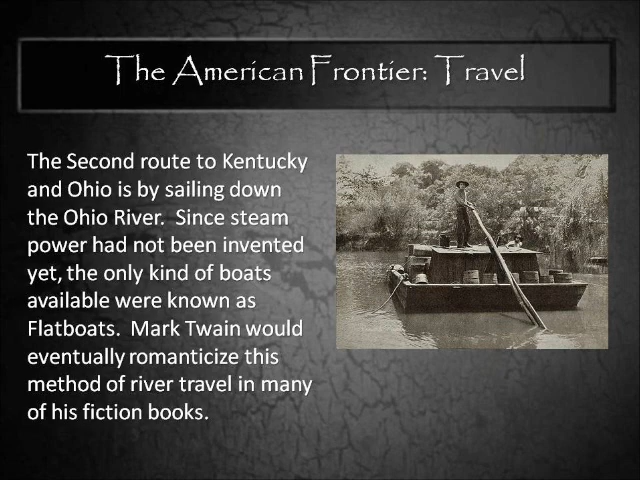 The American Frontier: Travel
The Second route to Kentucky
and Ohio is by sailing down
the Ohio River.  Since steam
power had not been invented
yet, the only kind of boats
available were known as
Flatboats.  Mark Twain would
eventually romanticize this
method of river travel in many
of his fiction books.